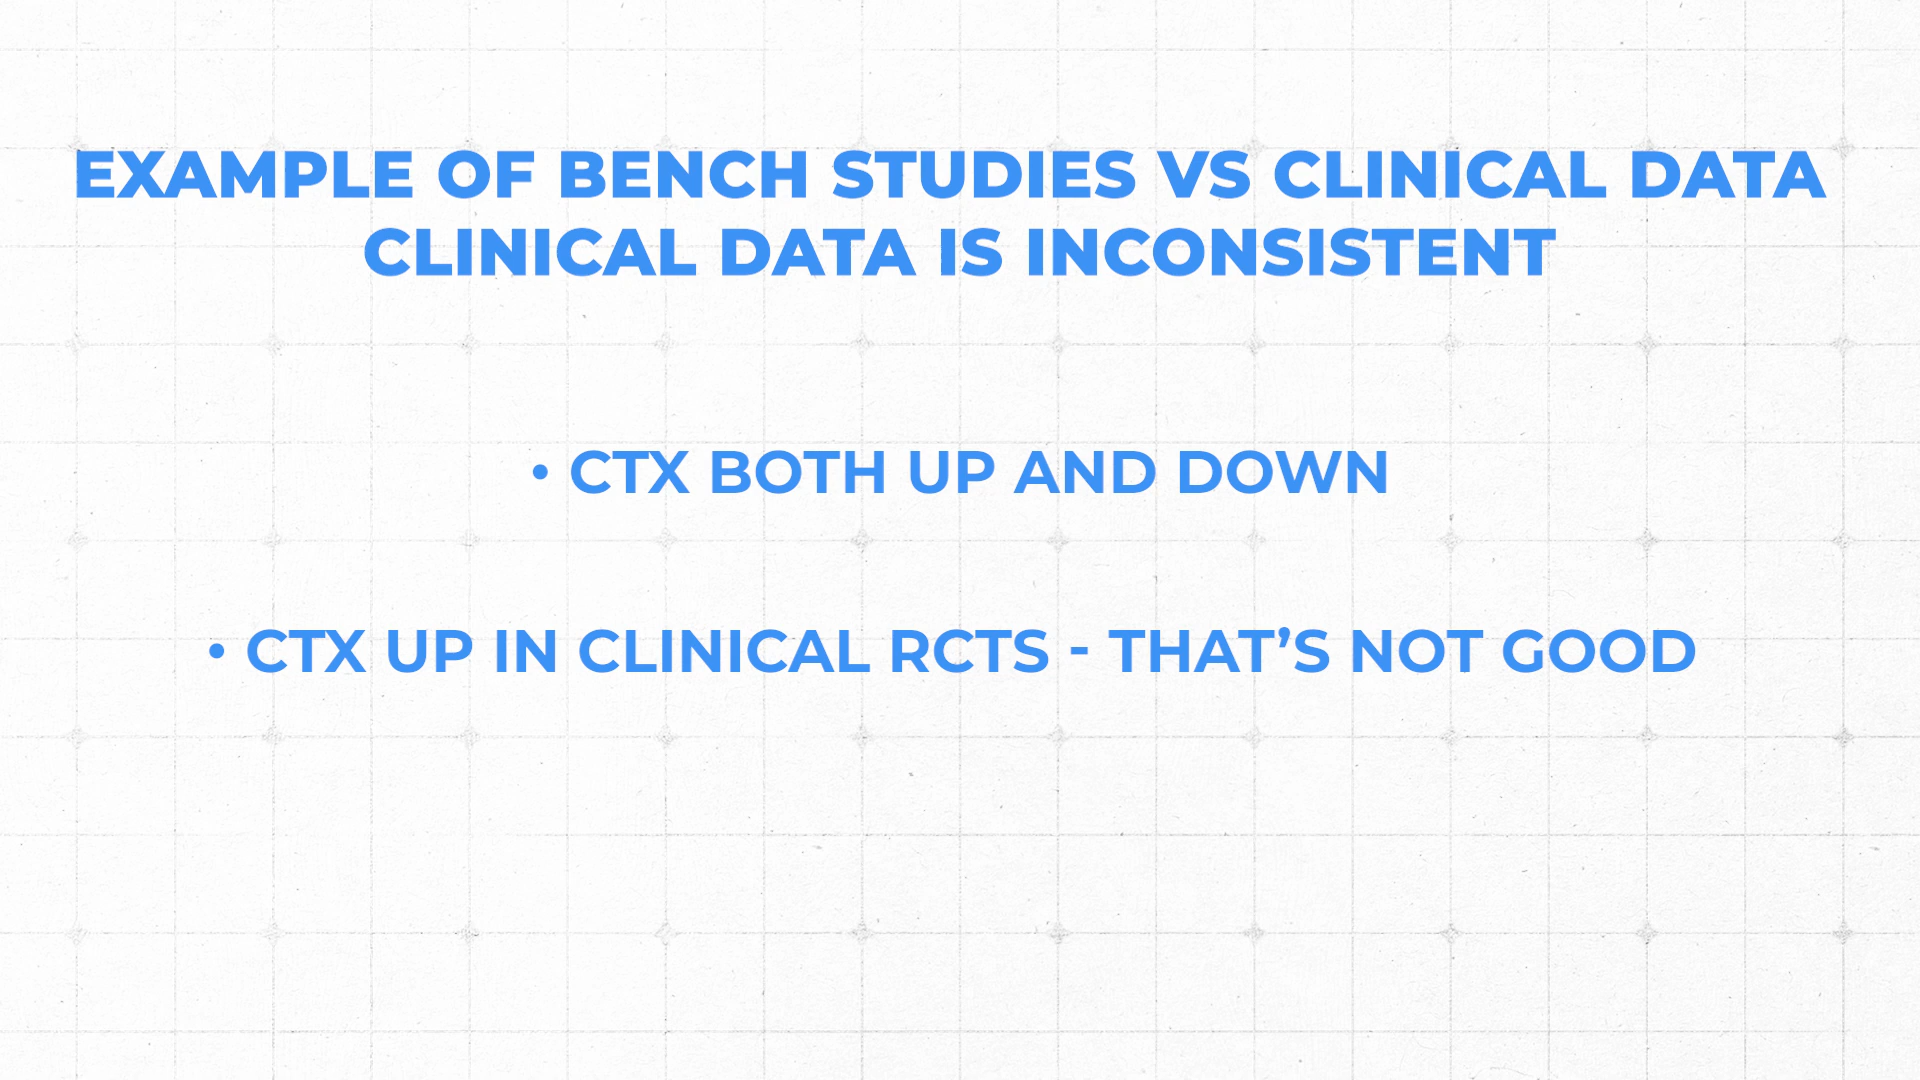 EXAMPLE OF BENCH STUDIES VS CLINICAL DATA
CLINICAL DATA IS INCONSISTENT
• CTX BOTH UP AND DOWN
• CTX UP IN CLINICAL RCTS - THAT’S NOT GOOD